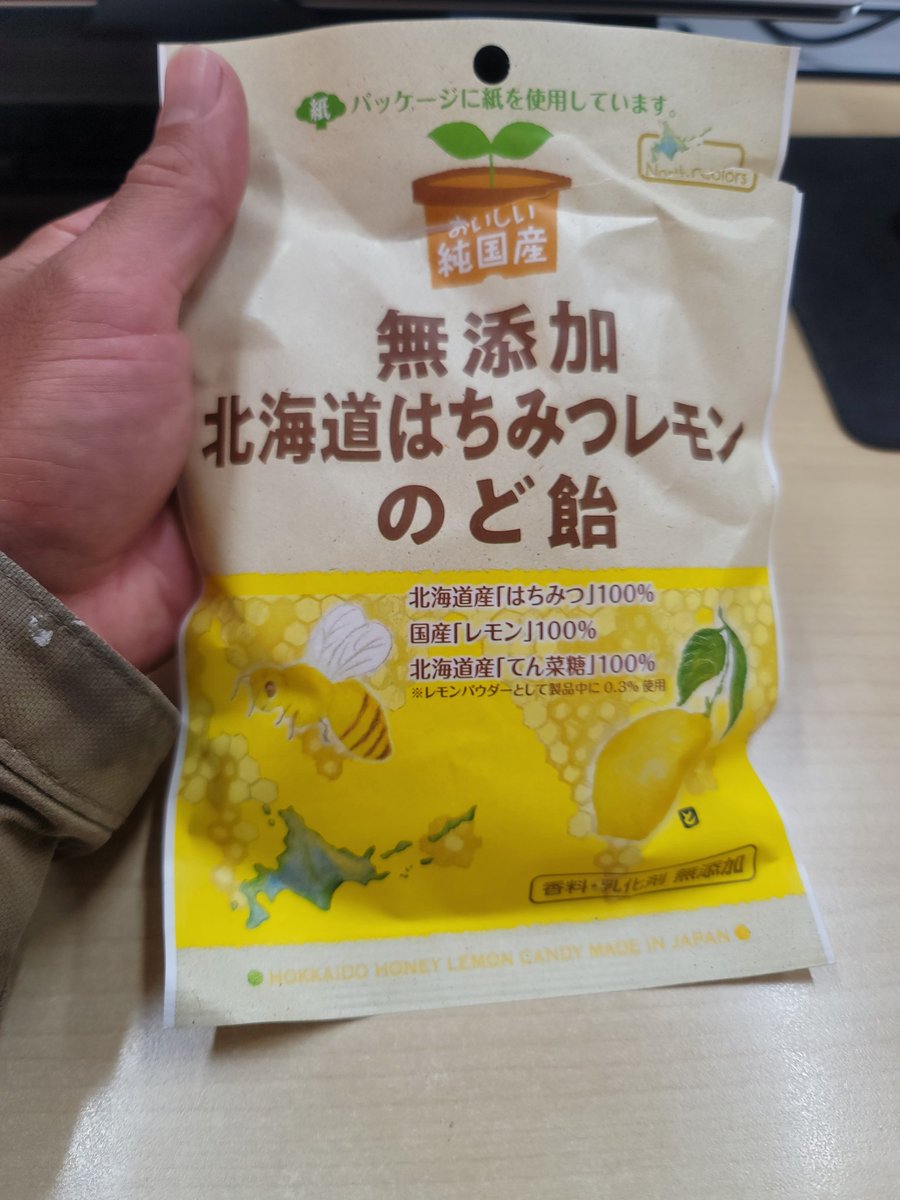 紙 パッケージに紙を使用しています。
North Colors
おいしい
純国産
無添加
北海道はちみつレモン
のど飴
北海道産「はちみつ」100%
国産「レモン」100%
北海道産「てん菜糖」100%
※レモンパウダーとして製品中に 0.3% 使用
と
香料・乳化剤 無添加
HOKKAIDO HONEY LEMON CANDY MADE IN JAPAN